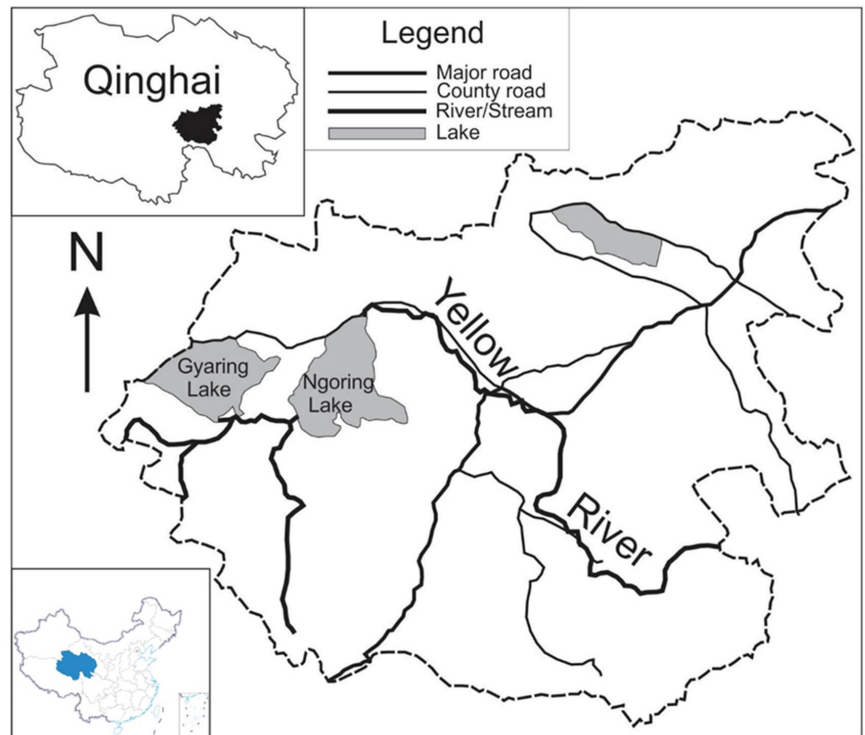 Qinghai
Legend
Major road
County road
River/Stream
Lake
N
Yellow
Gyaring
Lake
Ngoring
Lake
River